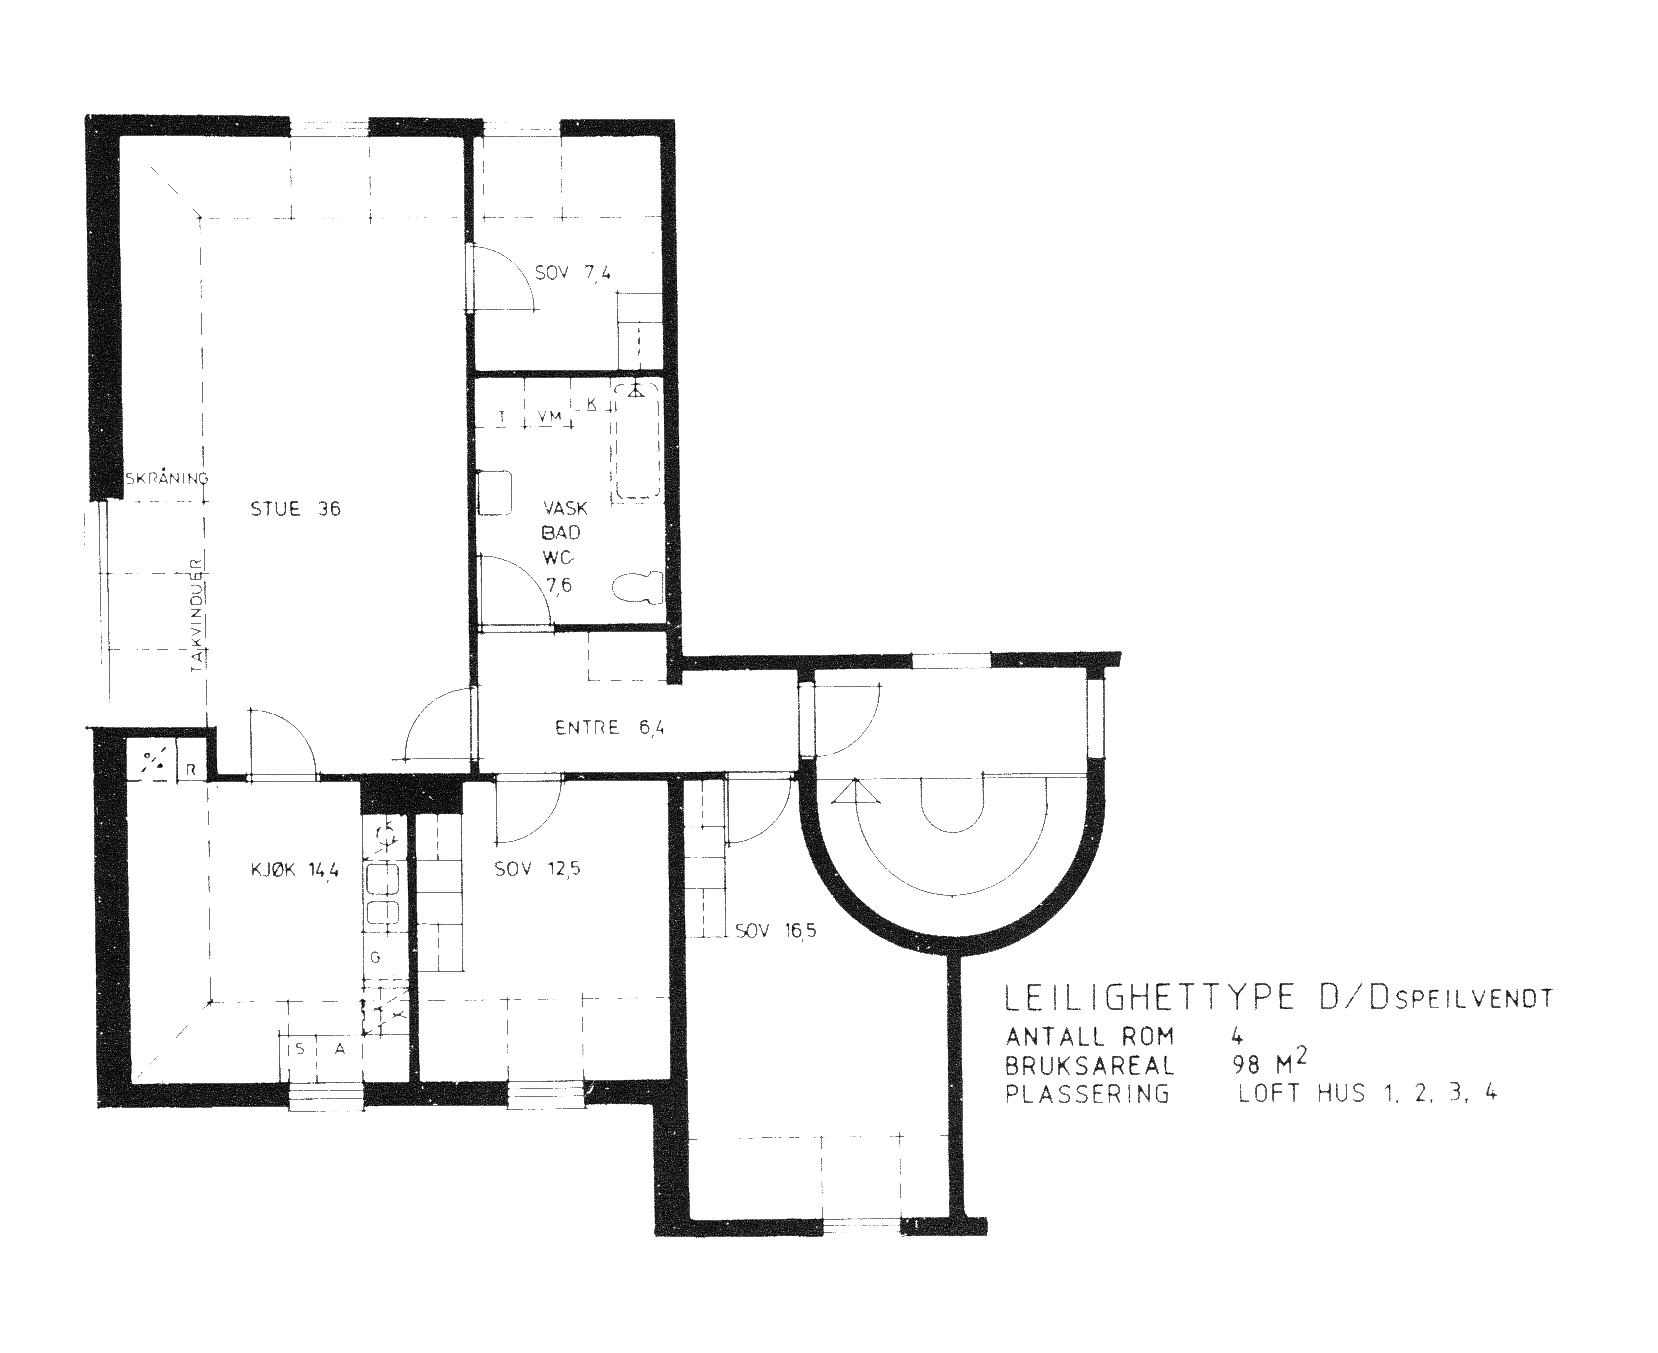 SOV 7,4
T
VM
K
SKRÅNING
STUE 36
VASK
BAD
WC
7,6
TAKVINDUER
ENTRE 6,4
R
KJØK 14,4
SOV 12,5
SOV 16,5
G
S
A
LEILIGHETTYPE D/DSPEILVENDT
ANTALL ROM 4
BRUKSAREAL 98 M²
PLASSERING LOFT HUS 1, 2, 3, 4